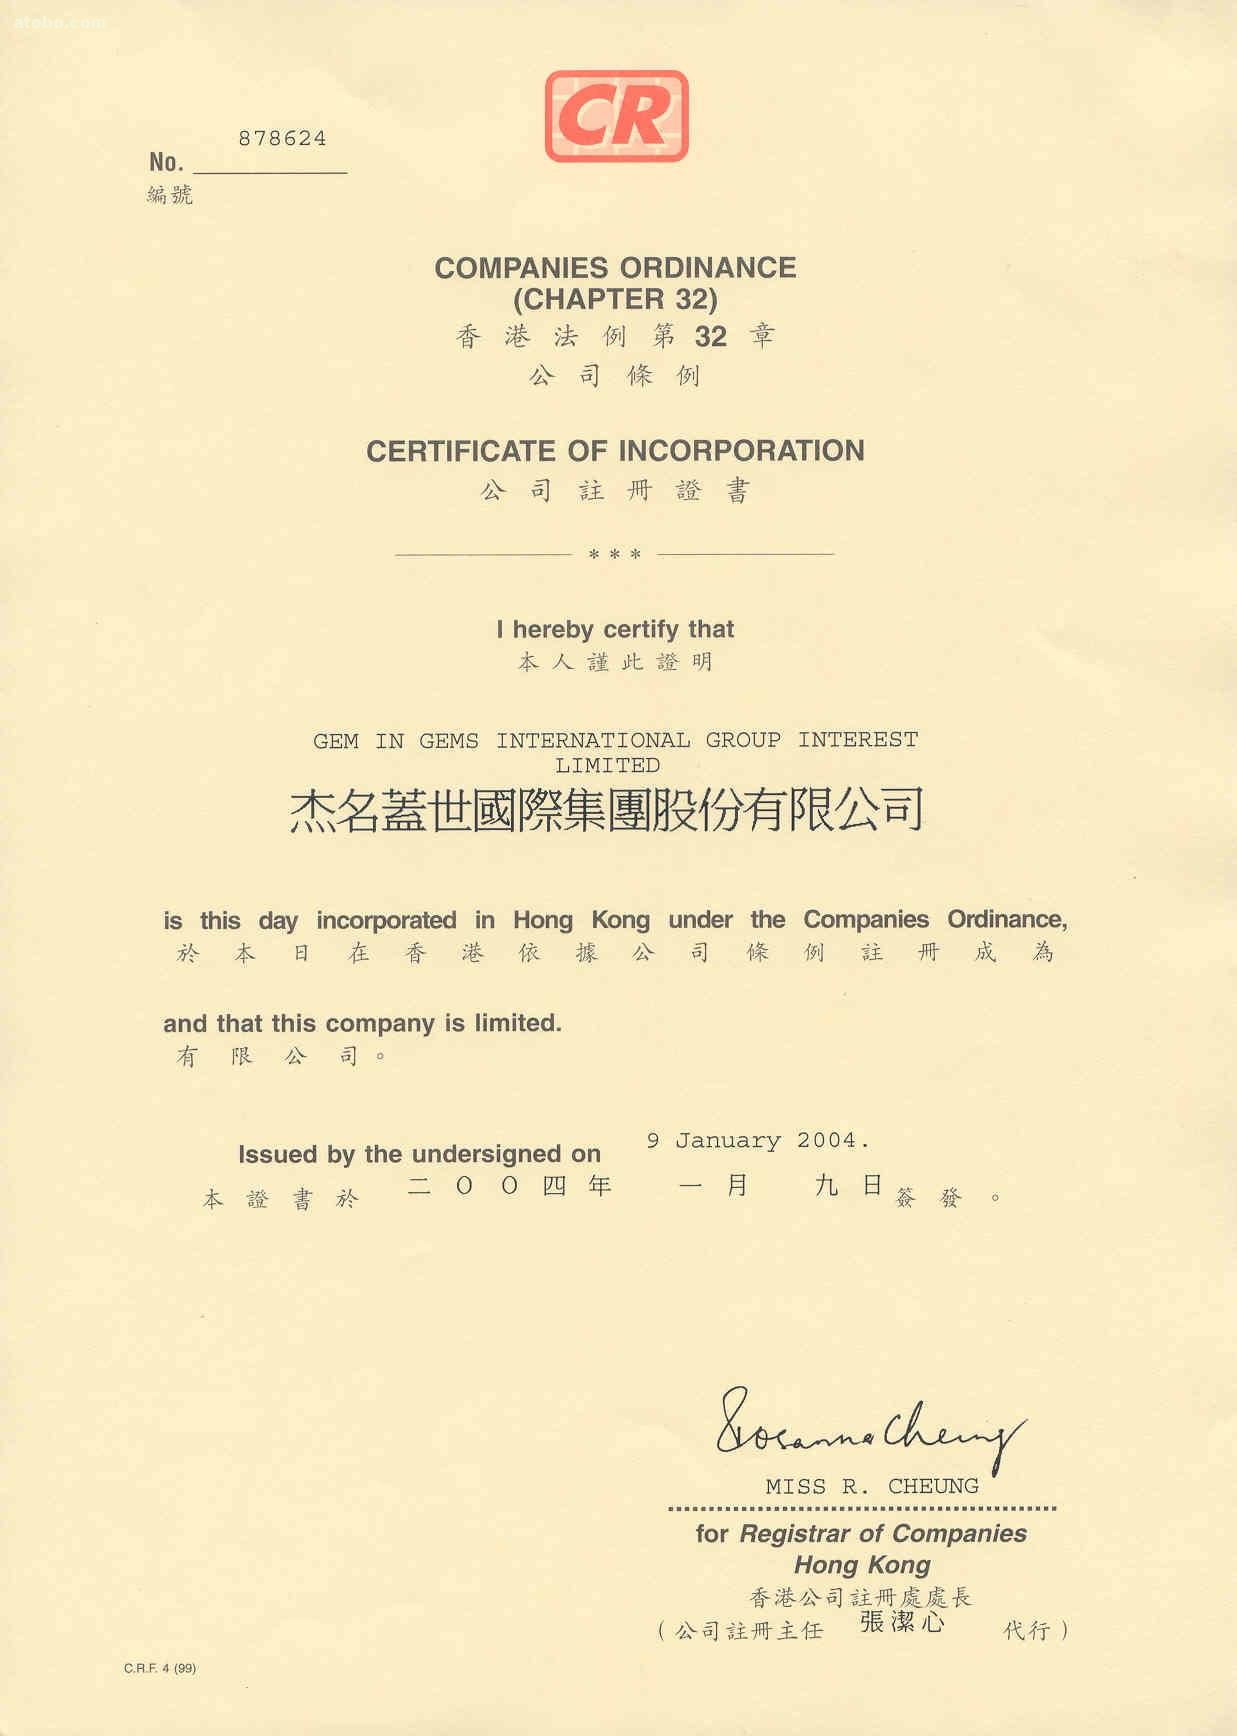 atobo.com
CR
878624
No.
編號
COMPANIES ORDINANCE
(CHAPTER 32)
香港法例第 32 章
公司條例
CERTIFICATE OF INCORPORATION
公司註冊證書
* * *
I hereby certify that
本人謹此證明
GEM IN GEMS INTERNATIONAL GROUP INTEREST
LIMITED
杰名蓋世國際集團股份有限公司
is this day incorporated in Hong Kong under the Companies Ordinance,
於本日在香港依據公司條例註冊成為
and that this company is limited.
有限公司。
Issued by the undersigned on 9 January 2004.
本證書於 二〇〇四年 一月 九日 簽發。
Rosanna Cheung
MISS R. CHEUNG
for Registrar of Companies
Hong Kong
香港公司註冊處處長
(公司註冊主任 張潔心 代行)
C.R.F. 4 (99)